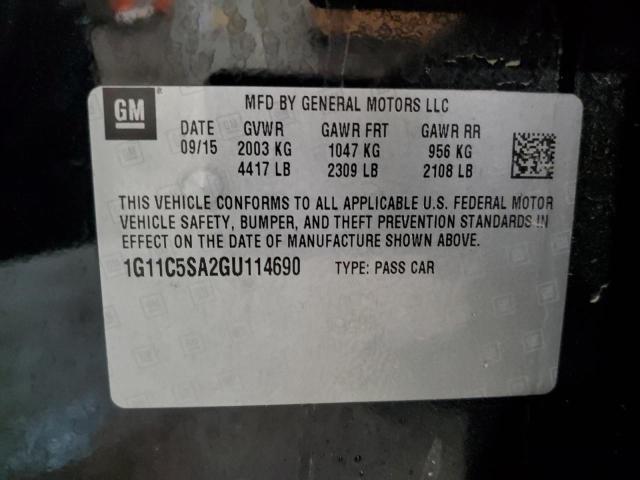 GM
®
MFD BY GENERAL MOTORS LLC
DATE GVWR GAWR FRT GAWR RR
09/15 2003 KG 1047 KG 956 KG
4417 LB 2309 LB 2108 LB
THIS VEHICLE CONFORMS TO ALL APPLICABLE U.S. FEDERAL MOTOR
VEHICLE SAFETY, BUMPER, AND THEFT PREVENTION STANDARDS IN
EFFECT ON THE DATE OF MANUFACTURE SHOWN ABOVE.
1G11C5SA2GU114690 TYPE: PASS CAR